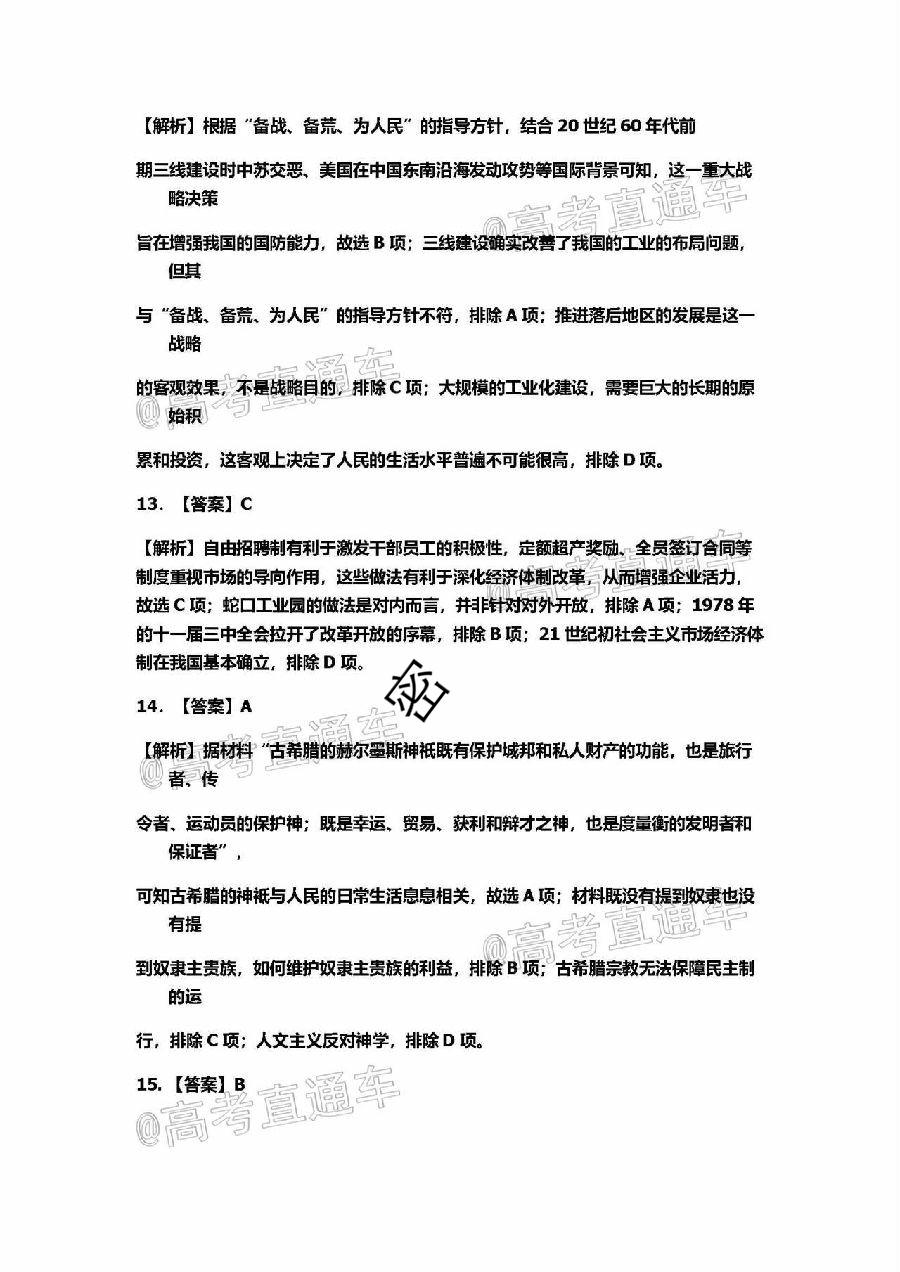 【解析】根据“备战、备荒、为人民”的指导方针，结合 20 世纪 60 年代前
期三线建设时中苏交恶、美国在中国东南沿海发动攻势等国际背景可知，这一重大战
略决策
@高考直通车
旨在增强我国的国防能力，故选 B 项；三线建设确实改善了我国的工业的布局问题，
但其
与“备战、备荒、为人民”的指导方针不符，排除 A 项；推进落后地区的发展是这一
战略
的客观效果，不是战略目的，排除 C 项；大规模的工业化建设，需要巨大的长期的原
始积
@高考直通车
累和投资，这客观上决定了人民的生活水平普遍不可能很高，排除 D 项。
13. 【答案】C
【解析】自由招聘制有利于激发干部员工的积极性，定额超产奖励、全员签订合同等
制度重视市场的导向作用，这些做法有利于深化经济体制改革，从而增强企业活力，
@高考直通车
故选 C 项；蛇口工业园的做法是对内而言，并非针对对外开放，排除 A 项；1978 年
的十一届三中全会拉开了改革开放的序幕，排除 B 项；21 世纪初社会主义市场经济体
制在我国基本确立，排除 D 项。
密
14. 【答案】A
【解析】据材料“古希腊的赫尔墨斯神祇既有保护城邦和私人财产的功能，也是旅行
者、传
@高考直通车
令者、运动员的保护神；既是幸运、贸易、获利和辩才之神，也是度量衡的发明者和
保证者”，
可知古希腊的神祇与人民的日常生活息息相关，故选 A 项；材料既没有提到奴隶也没
有提
@高考直通车
到奴隶主贵族，如何维护奴隶主贵族的利益，排除 B 项；古希腊宗教无法保障民主制
的运
行，排除 C 项；人文主义反对神学，排除 D 项。
15. 【答案】B
@高考直通车